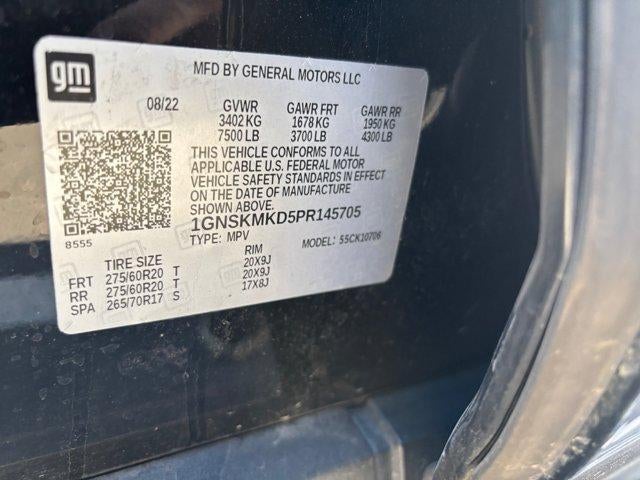 gm
MFD BY GENERAL MOTORS LLC
08/22 GVWR GAWR FRT GAWR RR
3402 KG 1678 KG 1950 KG
7500 LB 3700 LB 4300 LB
THIS VEHICLE CONFORMS TO ALL
APPLICABLE U.S. FEDERAL MOTOR
VEHICLE SAFETY STANDARDS IN EFFECT
ON THE DATE OF MANUFACTURE
SHOWN ABOVE.
1GNSKMKD5PR145705
8555 TYPE: MPV MODEL: 55CK10706
TIRE SIZE RIM
FRT 275/60R20 T 20X9J
RR 275/60R20 T 20X9J
SPA 265/70R17 S 17X8J